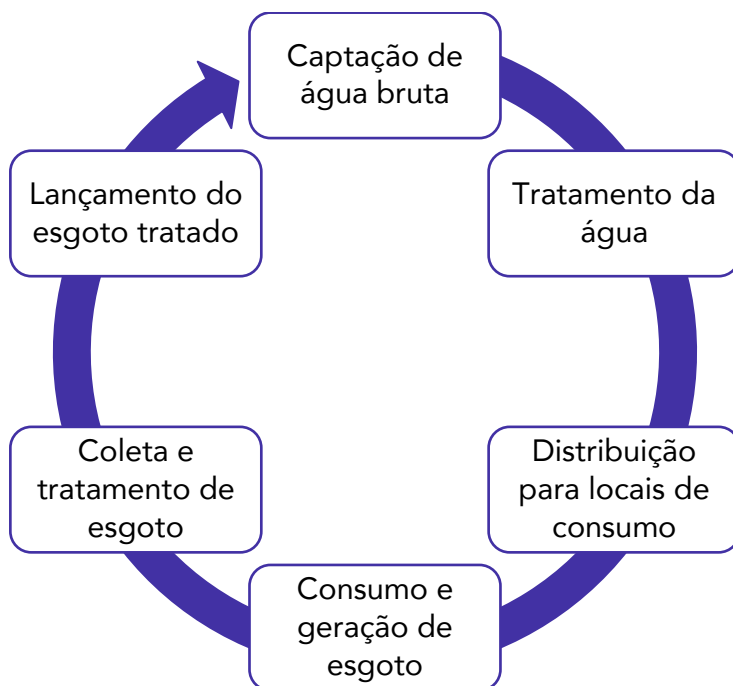 Captação de
água bruta
Tratamento da
água
Distribuição
para locais de
consumo
Consumo e
geração de
esgoto
Coleta e
tratamento de
esgoto
Lançamento do
esgoto tratado